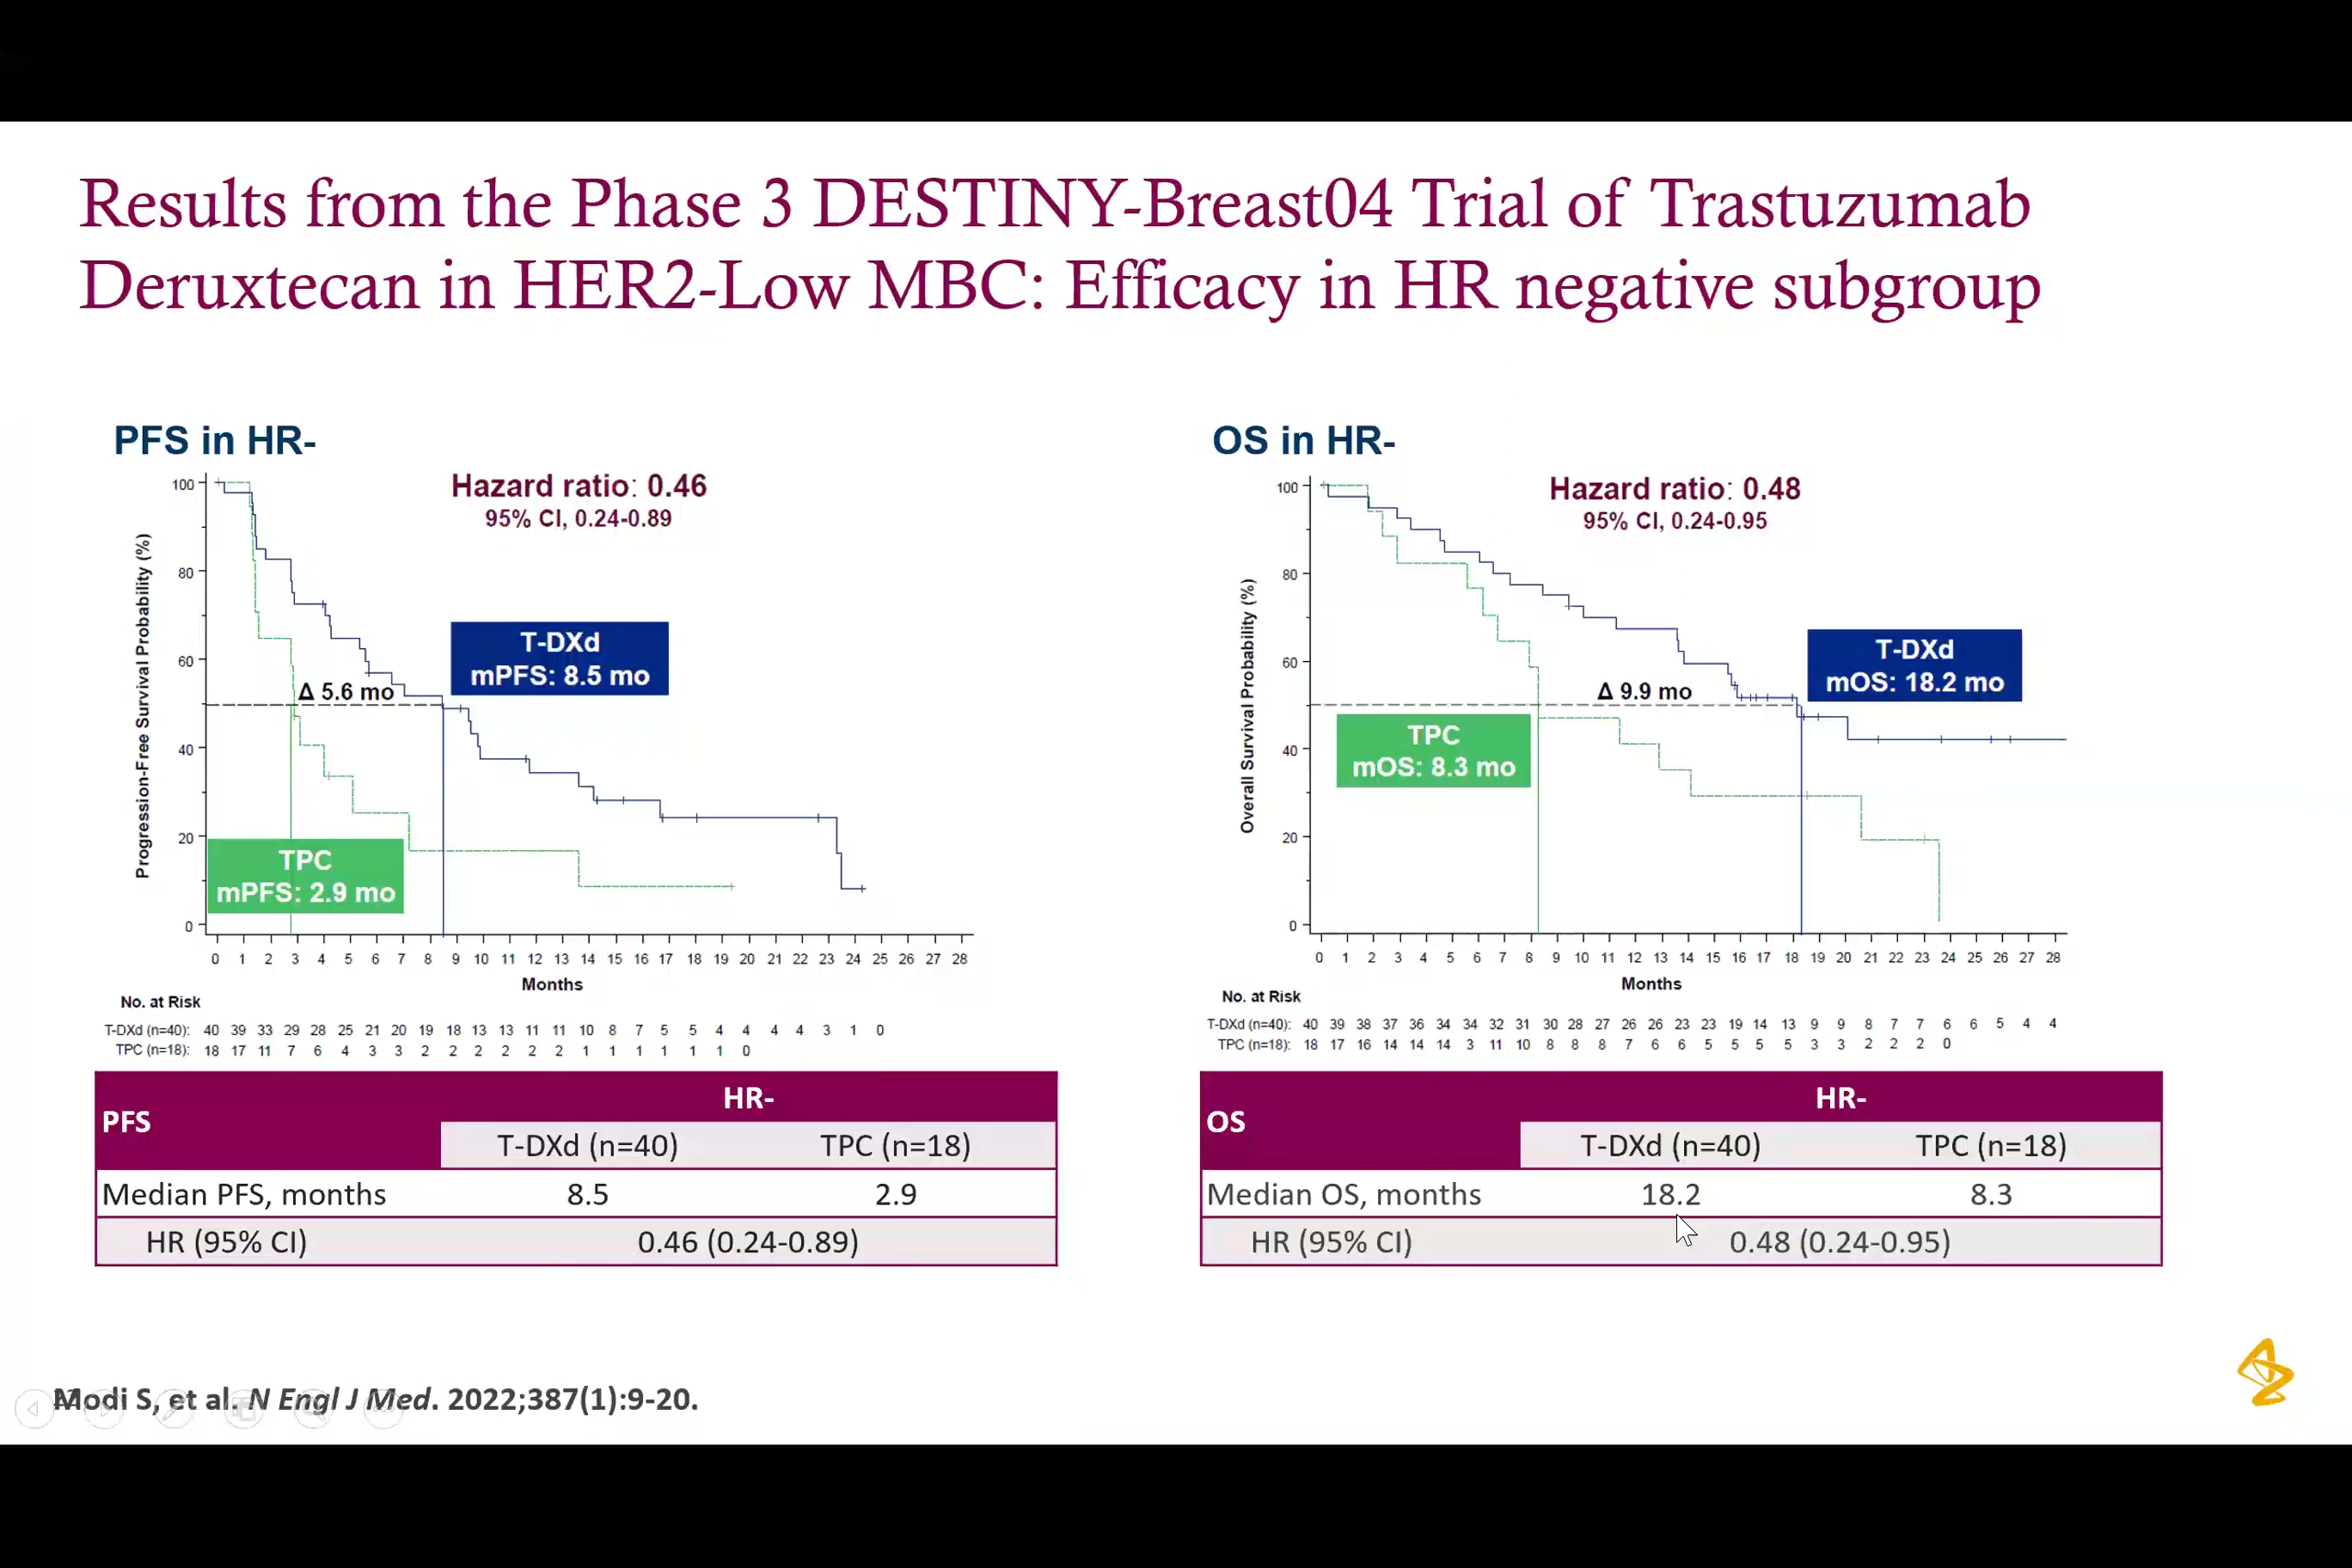 Results from the Phase 3 DESTINY-Breast04 Trial of Trastuzumab
Deruxtecan in HER2-Low MBC: Efficacy in HR negative subgroup
PFS in HR-
Hazard ratio: 0.46
95% CI, 0.24-0.89
Progression-Free Survival Probability (%)
100
80
60
40
20
0
T-DXd
mPFS: 8.5 mo
Δ 5.6 mo
TPC
mPFS: 2.9 mo
0 1 2 3 4 5 6 7 8 9 10 11 12 13 14 15 16 17 18 19 20 21 22 23 24 25 26 27 28
Months
No. at Risk
T-DXd (n=40): 40 39 33 29 28 25 21 20 19 18 13 13 11 11 10 8 7 5 5 4 4 4 4 3 1 0
TPC (n=18): 18 17 11 7 6 4 3 3 2 2 2 2 2 2 1 1 1 1 1 1 0
PFS
HR-
T-DXd (n=40) TPC (n=18)
Median PFS, months 8.5 2.9
HR (95% CI) 0.46 (0.24-0.89)
OS in HR-
Hazard ratio: 0.48
95% CI, 0.24-0.95
Overall Survival Probability (%)
100
80
60
40
20
0
T-DXd
mOS: 18.2 mo
Δ 9.9 mo
TPC
mOS: 8.3 mo
0 1 2 3 4 5 6 7 8 9 10 11 12 13 14 15 16 17 18 19 20 21 22 23 24 25 26 27 28
Months
No. at Risk
T-DXd (n=40): 40 39 38 37 36 34 34 32 31 30 28 27 26 26 23 23 19 14 13 9 9 8 7 7 6 6 5 4 4
TPC (n=18): 18 17 16 14 14 14 3 11 10 8 8 8 7 6 6 5 5 5 5 3 3 2 2 2 0
OS
HR-
T-DXd (n=40) TPC (n=18)
Median OS, months 18.2 8.3
HR (95% CI) 0.48 (0.24-0.95)
Modi S, et al. N Engl J Med. 2022;387(1):9-20.